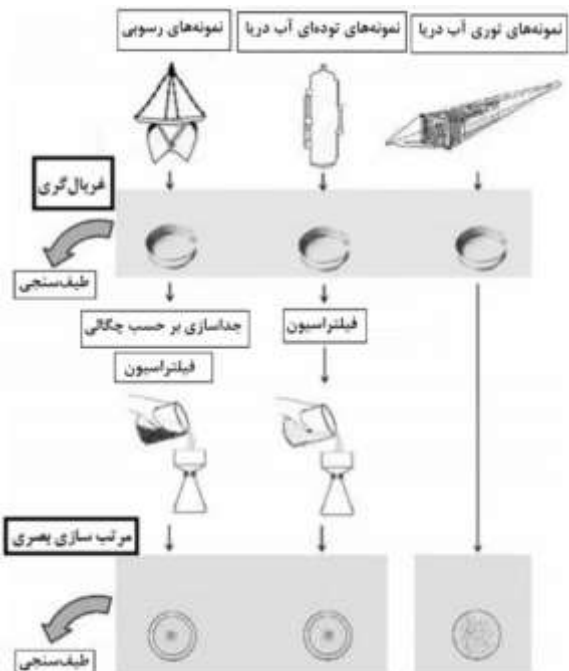 نمونه‌های توری آب دریا
نمونه‌های توده‌ای آب دریا
نمونه‌های رسوبی
غربال‌گری
طیف‌سنجی
فیلتراسیون
جداسازی بر حسب چگالی
فیلتراسیون
مرتب سازی بصری
طیف‌سنجی